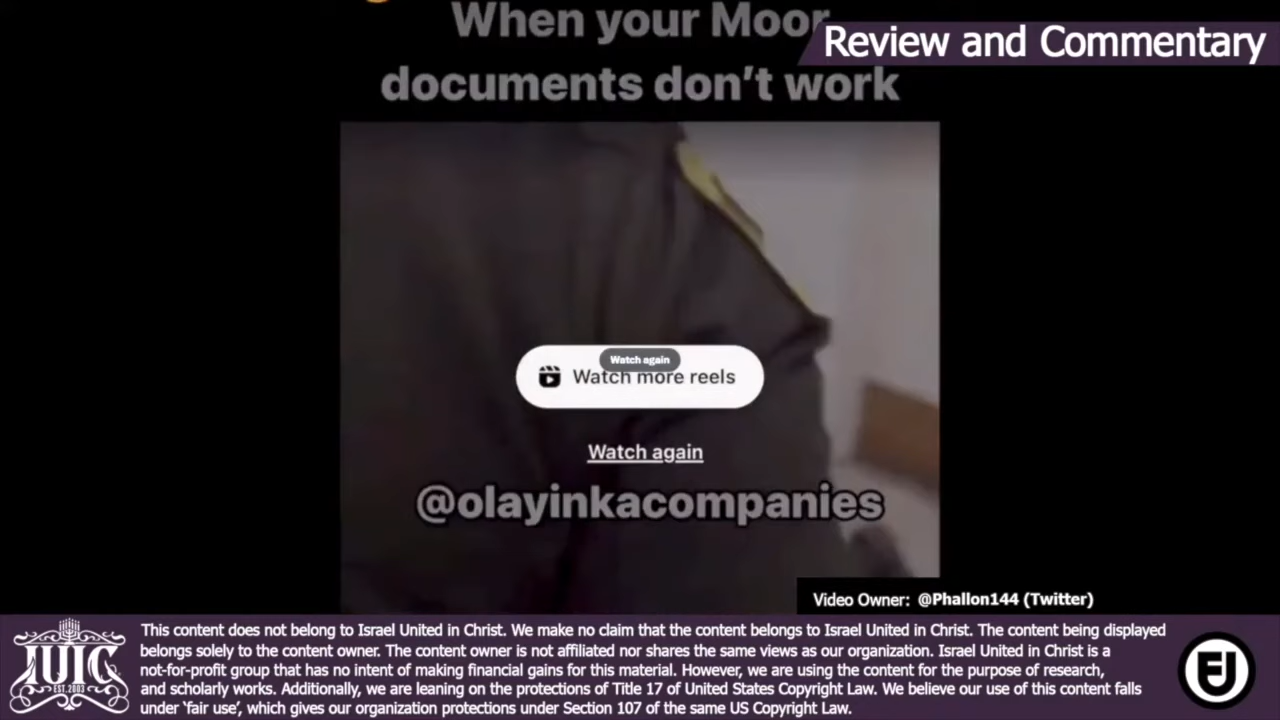 When your Moor
documents don't work
Review and Commentary
Watch again
Watch more reels
Watch again
@olayinkacompanies
Video Owner: @Phallon144 (Twitter)
IUIC
EST.2003
This content does not belong to Israel United in Christ. We make no claim that the content belongs to Israel United in Christ. The content being displayed
belongs solely to the content owner. The content owner is not affiliated nor shares the same views as our organization. Israel United in Christ is a
not-for-profit group that has no intent of making financial gains for this material. However, we are using the content for the purpose of research,
and scholarly works. Additionally, we are leaning on the protections of Title 17 of United States Copyright Law. We believe our use of this content falls
under 'fair use', which gives our organization protections under Section 107 of the same US Copyright Law.